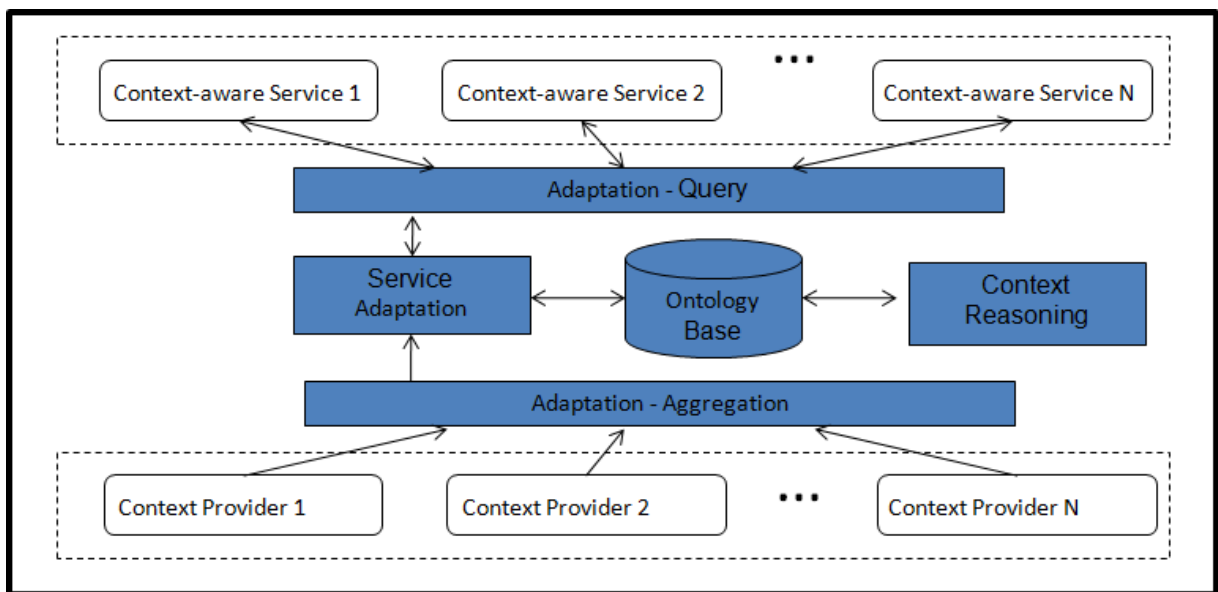 ...
Context-aware Service 1
Context-aware Service 2
Context-aware Service N
Adaptation - Query
Service
Adaptation
Ontology
Base
Context
Reasoning
Adaptation - Aggregation
Context Provider 1
Context Provider 2
...
Context Provider N